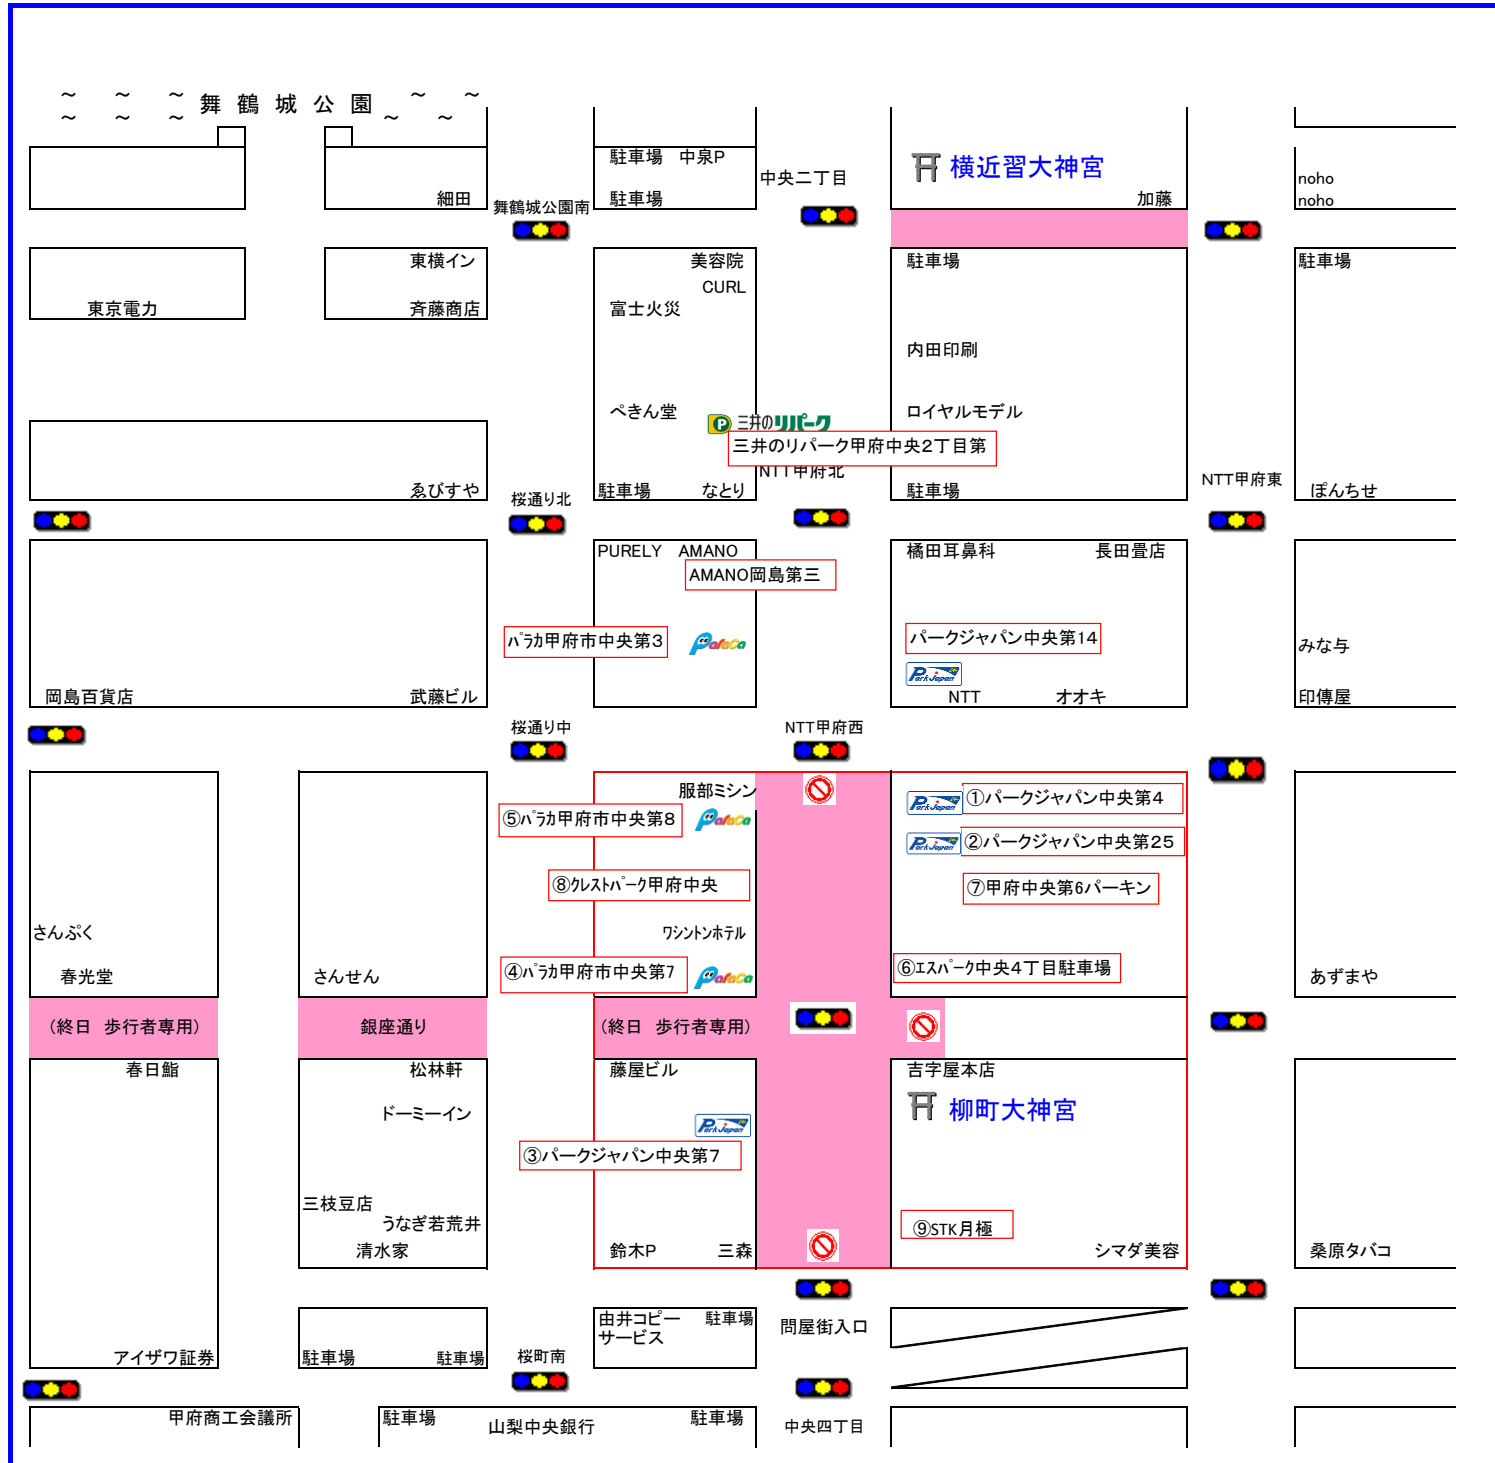 ～　～　～ 舞鶴城公園 ～　～
～　～　～　～　～
駐車場　中泉P
中央二丁目
横近習大神宮
noho
細田
舞鶴城公園南
駐車場
加藤
noho
東横イン
美容院
駐車場
駐車場
CURL
東京電力
斉藤商店
富士火災
内田印刷
ぺきん堂
三井のリパーク
ロイヤルモデル
三井のリパーク甲府中央2丁目第
NTT甲府北
NTT甲府東
ゑびすや
桜通り北
駐車場
なとり
駐車場
ぽんちせ
PURELY　AMANO
橘田耳鼻科
長田畳店
AMANO岡島第三
パラカ甲府市中央第3
ParaCa
パークジャパン中央第14
みな与
Park Japan
岡島百貨店
武藤ビル
NTT
オオキ
印傳屋
桜通り中
NTT甲府西
服部ミシン
Park Japan
①パークジャパン中央第4
⑤パラカ甲府市中央第8
ParaCa
Park Japan
②パークジャパン中央第25
⑧クレストパーク甲府中央
⑦甲府中央第6パーキン
さんぷく
ワシントンホテル
春光堂
さんせん
④パラカ甲府市中央第7
ParaCa
⑥エスパーク中央4丁目駐車場
あずまや
(終日　歩行者専用)
銀座通り
(終日　歩行者専用)
春日鮨
松林軒
藤屋ビル
吉字屋本店
ドーミーイン
柳町大神宮
Park Japan
③パークジャパン中央第7
三枝豆店
うなぎ若荒井
⑨STK月極
清水家
鈴木P
三森
シマダ美容
桑原タバコ
由井コピー
サービス
駐車場
問屋街入口
アイザワ証券
駐車場
駐車場
桜町南
甲府商工会議所
駐車場
山梨中央銀行
駐車場
中央四丁目